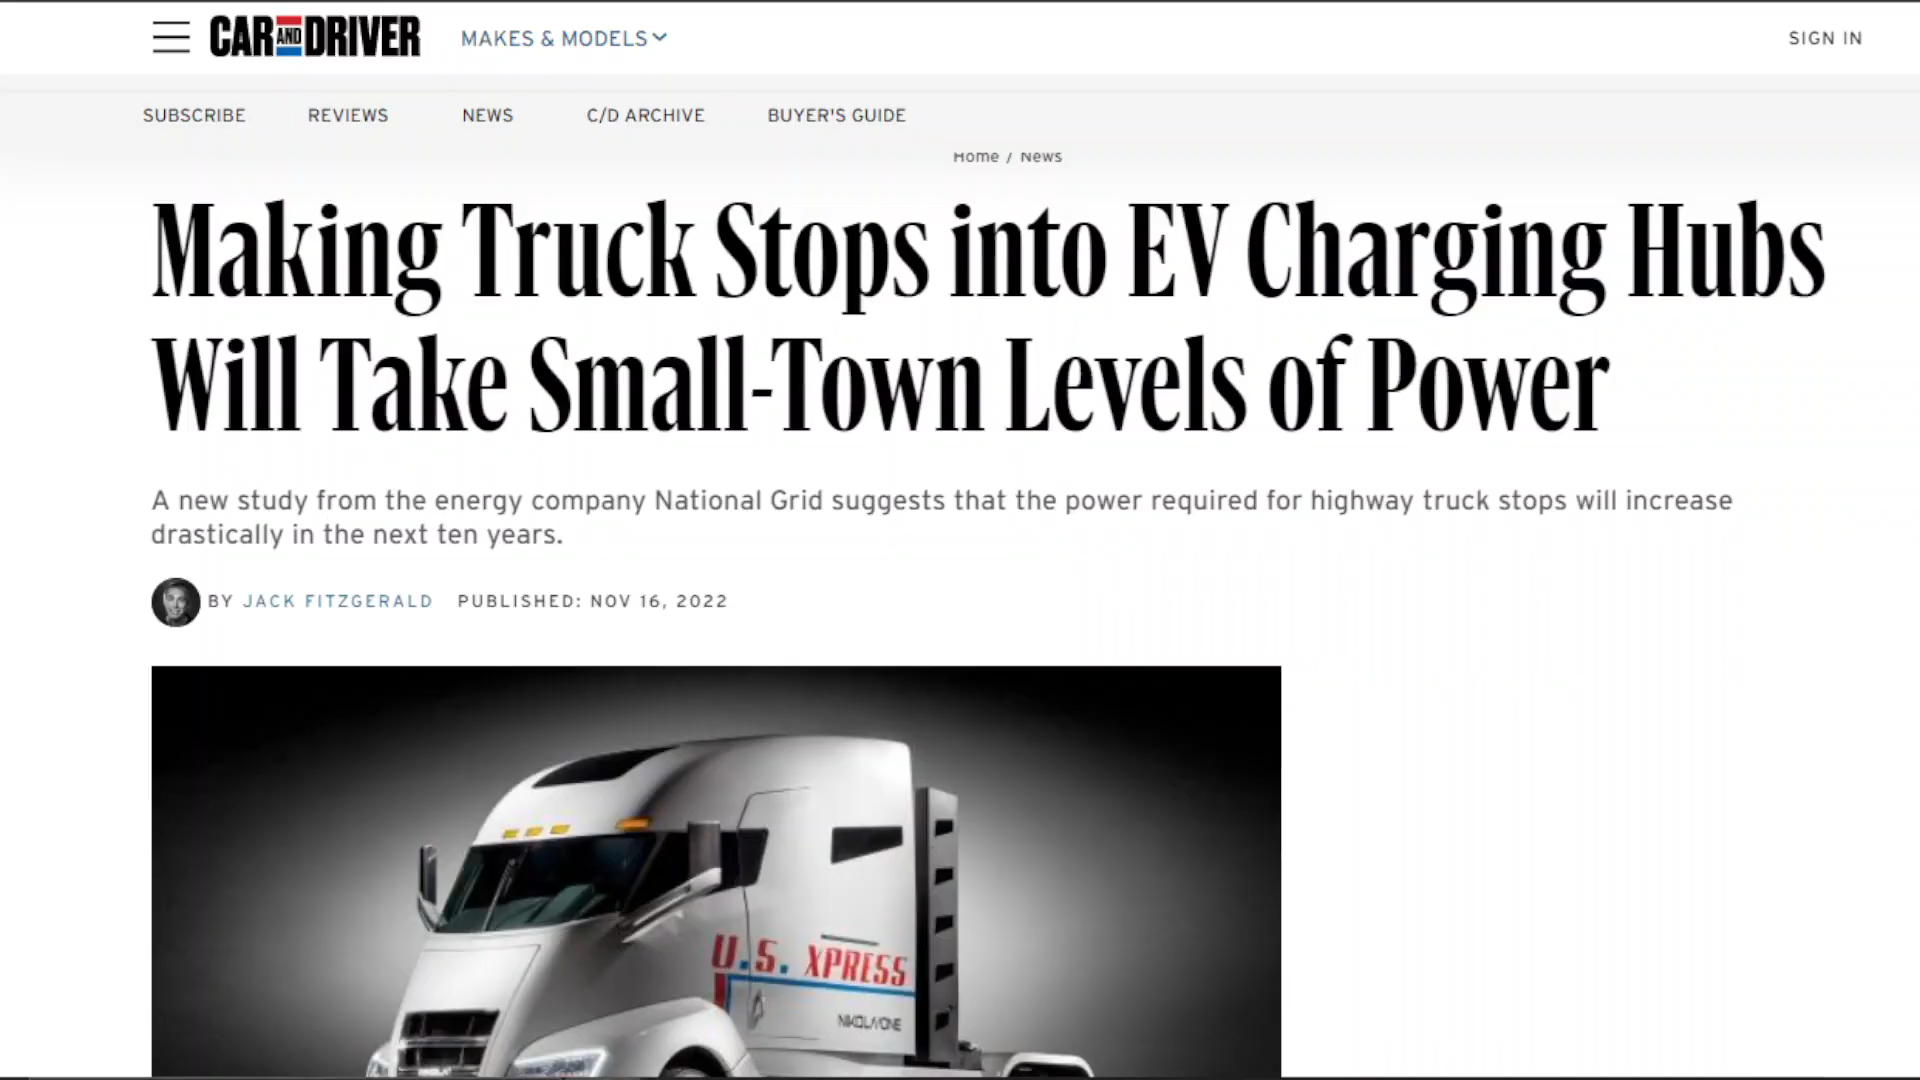 CAR AND DRIVER
MAKES & MODELS
SIGN IN
SUBSCRIBE
REVIEWS
NEWS
C/D ARCHIVE
BUYER'S GUIDE
Home / News
Making Truck Stops into EV Charging Hubs
Will Take Small-Town Levels of Power
A new study from the energy company National Grid suggests that the power required for highway truck stops will increase
drastically in the next ten years.
BY JACK FITZGERALD PUBLISHED: NOV 16, 2022
U.S. XPRESS
NIKOLA ONE